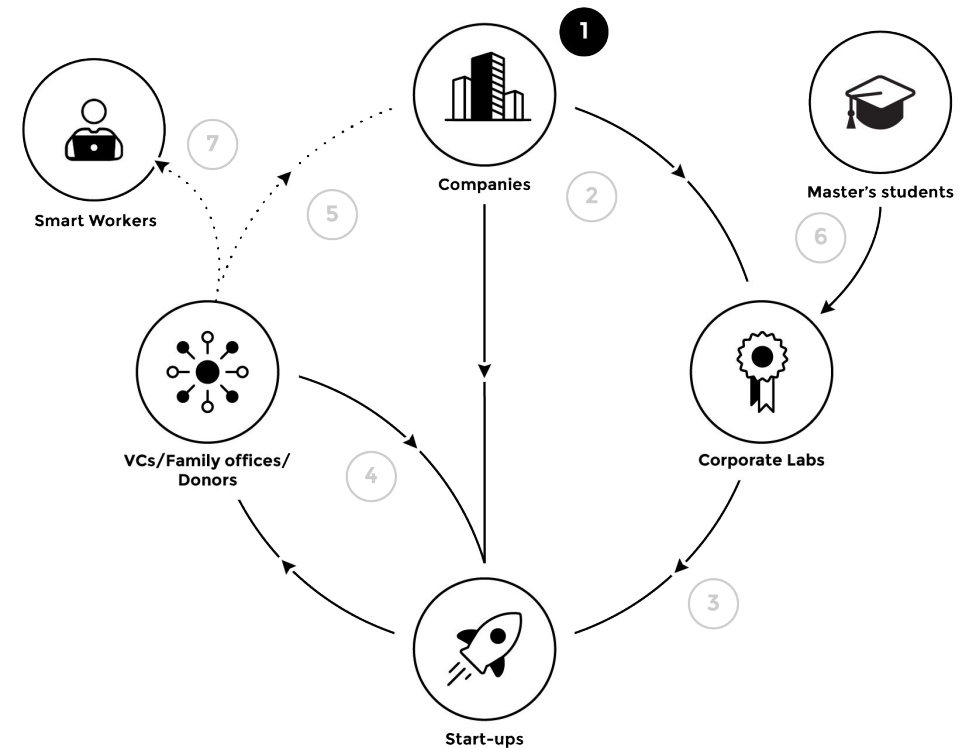 1
Companies
Master's students
7
Smart Workers
5
2
6
VCs/Family offices/
Donors
Corporate Labs
4
3
Start-ups